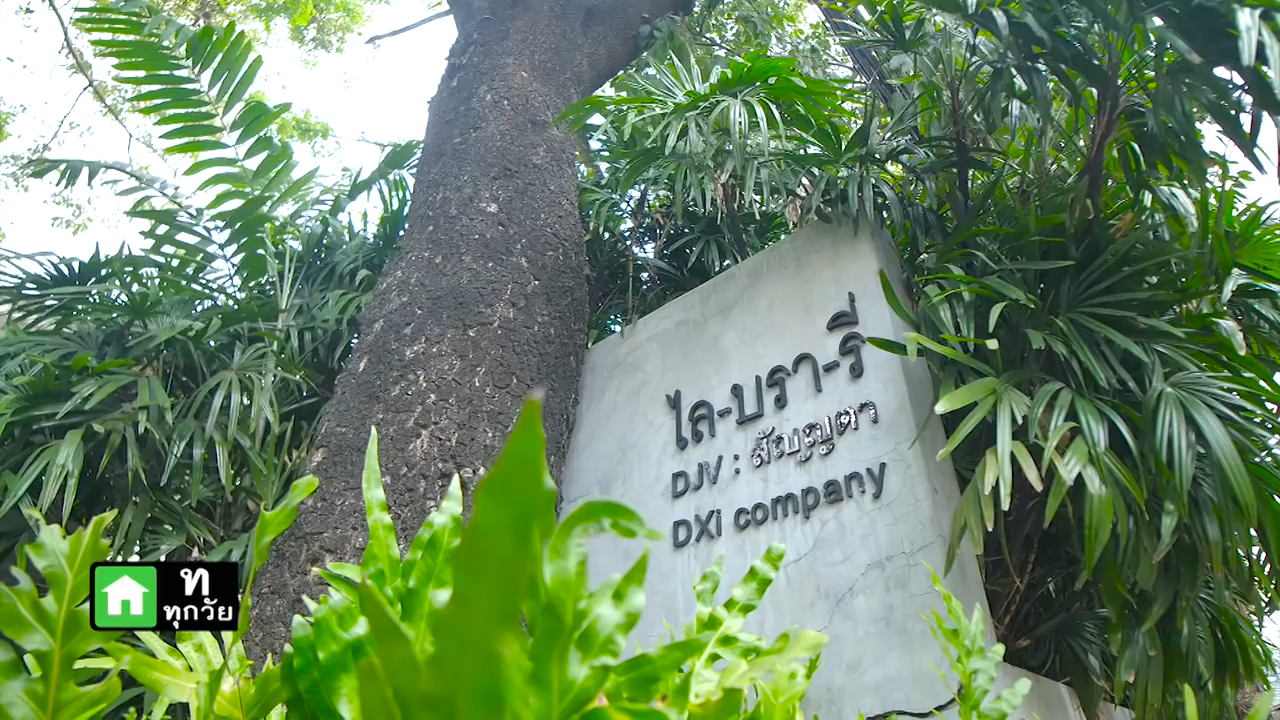 ไล-บรา-รี่
DJV : สัญญตา
DXi company
ท
ทุกวัย